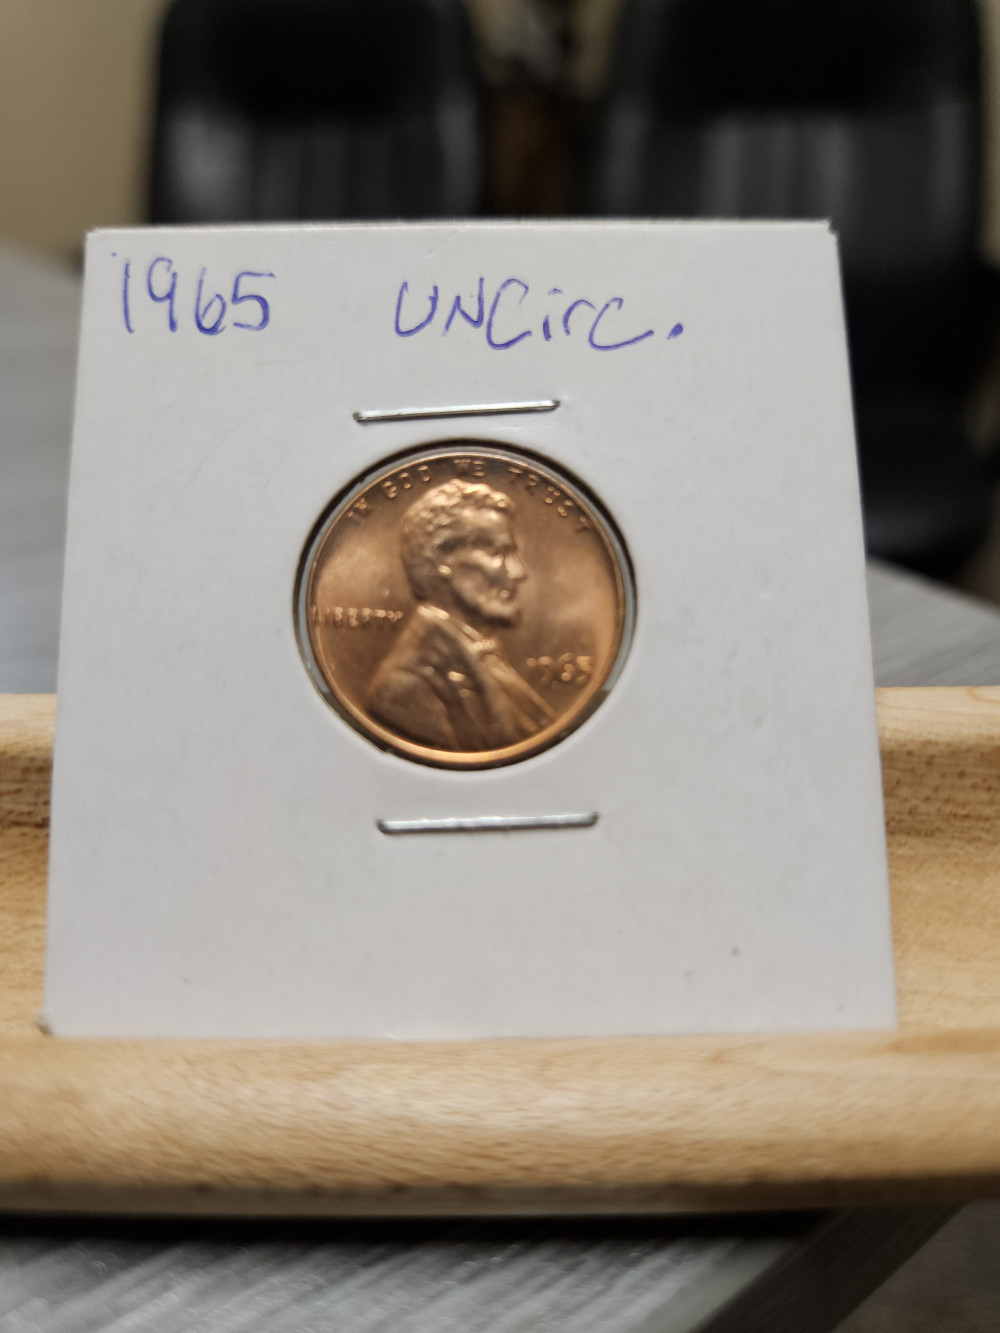 1965 UNCirc.
IN GOD WE TRUST
LIBERTY
1965